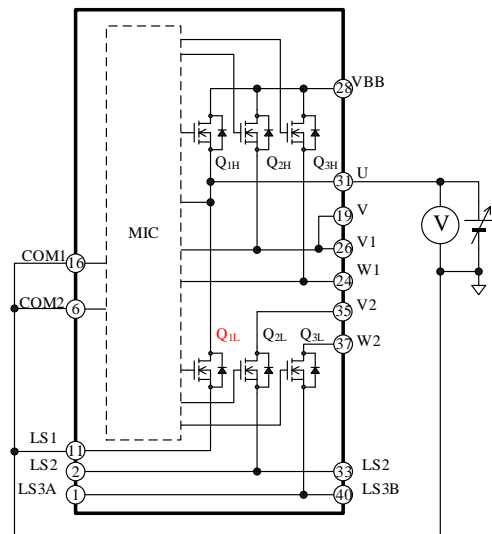 28 VBB
Q1H
Q2H
Q3H
31 U
19 V
V
MIC
26 V1
COM1
16
24 W1
COM2
6
35 V2
Q1L
Q2L
Q3L
37 W2
LS1
11
LS2
2
33 LS2
LS3A
1
40 LS3B